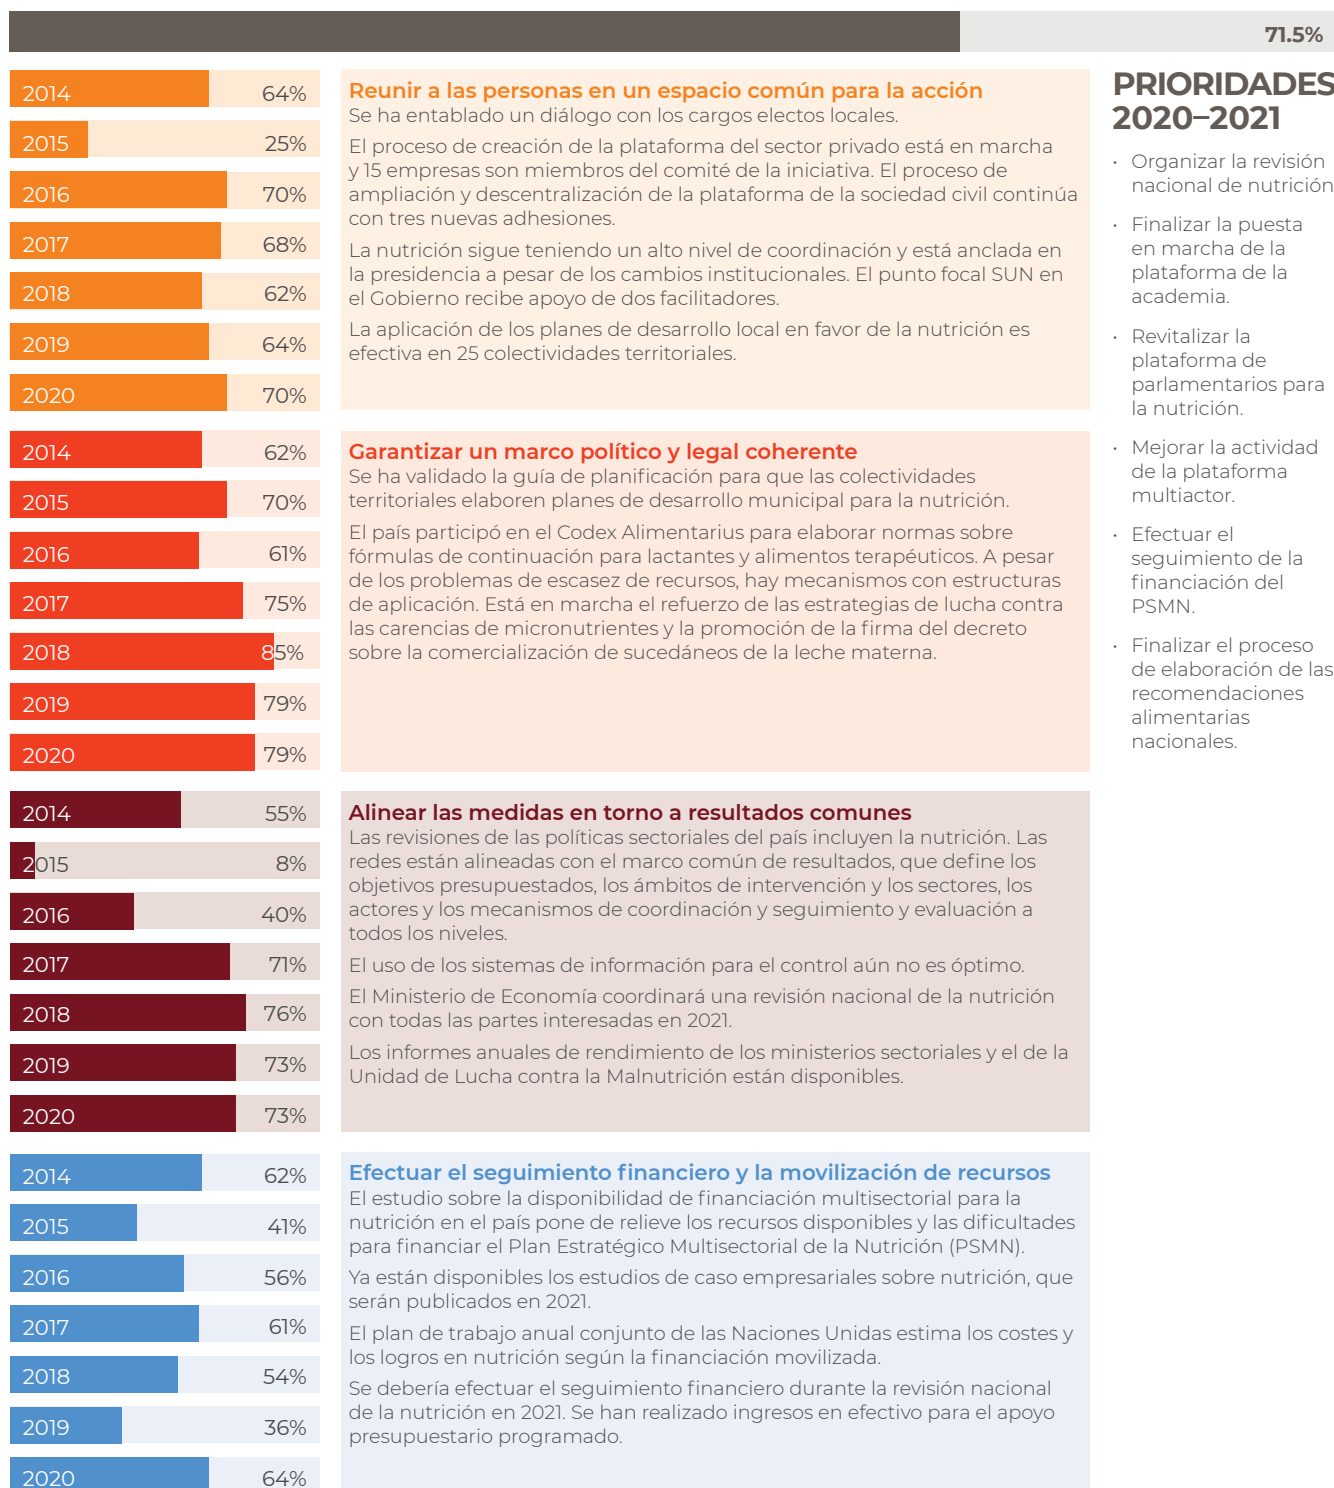 71.5%
2014 64%
2015 25%
2016 70%
2017 68%
2018 62%
2019 64%
2020 70%
Reunir a las personas en un espacio común para la acción
Se ha entablado un diálogo con los cargos electos locales.
El proceso de creación de la plataforma del sector privado está en marcha
y 15 empresas son miembros del comité de la iniciativa. El proceso de
ampliación y descentralización de la plataforma de la sociedad civil continúa
con tres nuevas adhesiones.
La nutrición sigue teniendo un alto nivel de coordinación y está anclada en
la presidencia a pesar de los cambios institucionales. El punto focal SUN en
el Gobierno recibe apoyo de dos facilitadores.
La aplicación de los planes de desarrollo local en favor de la nutrición es
efectiva en 25 colectividades territoriales.
2014 62%
2015 70%
2016 61%
2017 75%
2018 85%
2019 79%
2020 79%
Garantizar un marco político y legal coherente
Se ha validado la guía de planificación para que las colectividades
territoriales elaboren planes de desarrollo municipal para la nutrición.
El país participó en el Codex Alimentarius para elaborar normas sobre
fórmulas de continuación para lactantes y alimentos terapéuticos. A pesar
de los problemas de escasez de recursos, hay mecanismos con estructuras
de aplicación. Está en marcha el refuerzo de las estrategias de lucha contra
las carencias de micronutrientes y la promoción de la firma del decreto
sobre la comercialización de sucedáneos de la leche materna.
2014 55%
2015 8%
2016 40%
2017 71%
2018 76%
2019 73%
2020 73%
Alinear las medidas en torno a resultados comunes
Las revisiones de las políticas sectoriales del país incluyen la nutrición. Las
redes están alineadas con el marco común de resultados, que define los
objetivos presupuestados, los ámbitos de intervención y los sectores, los
actores y los mecanismos de coordinación y seguimiento y evaluación a
todos los niveles.
El uso de los sistemas de información para el control aún no es óptimo.
El Ministerio de Economía coordinará una revisión nacional de la nutrición
con todas las partes interesadas en 2021.
Los informes anuales de rendimiento de los ministerios sectoriales y el de la
Unidad de Lucha contra la Malnutrición están disponibles.
2014 62%
2015 41%
2016 56%
2017 61%
2018 54%
2019 36%
2020 64%
Efectuar el seguimiento financiero y la movilización de recursos
El estudio sobre la disponibilidad de financiación multisectorial para la
nutrición en el país pone de relieve los recursos disponibles y las dificultades
para financiar el Plan Estratégico Multisectorial de la Nutrición (PSMN).
Ya están disponibles los estudios de caso empresariales sobre nutrición, que
serán publicados en 2021.
El plan de trabajo anual conjunto de las Naciones Unidas estima los costes y
los logros en nutrición según la financiación movilizada.
Se debería efectuar el seguimiento financiero durante la revisión nacional
de la nutrición en 2021. Se han realizado ingresos en efectivo para el apoyo
presupuestario programado.
PRIORIDADES
2020–2021
• Organizar la revisión
nacional de nutrición
• Finalizar la puesta
en marcha de la
plataforma de la
academia.
• Revitalizar la
plataforma de
parlamentarios para
la nutrición.
• Mejorar la actividad
de la plataforma
multiactor.
• Efectuar el
seguimiento de la
financiación del
PSMN.
• Finalizar el proceso
de elaboración de las
recomendaciones
alimentarias
nacionales.